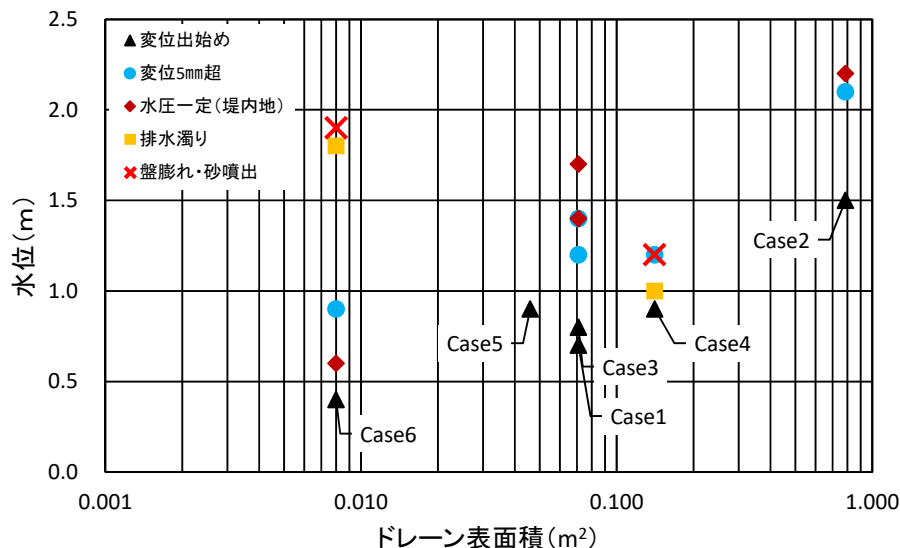 2.5
2.0
1.5
1.0
0.5
0.0
水位(m)
変位出始め
変位5㎜超
水圧一定(堤内地)
排水濁り
盤膨れ・砂噴出
Case2
Case5
Case4
Case3
Case1
Case6
0.001
0.010
0.100
1.000
ドレーン表面積(m²)